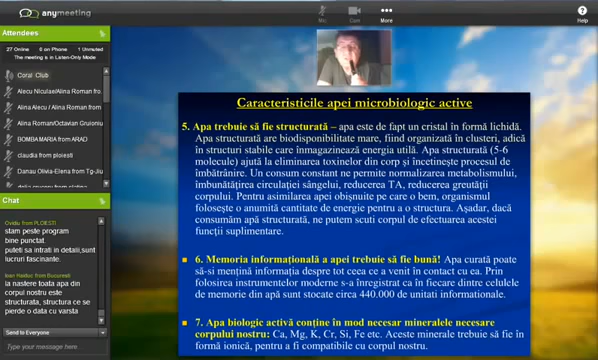 anymeeting
Mic
Cam
More
Help
Attendees
27 Online 0 on Phone 1 Unmuted
The meeting is in Listen-Only Mode
Coral Club
Alecu NIculaei/Alina Roman fro
Alina Alecu / Alina Roman from
Alina Roman/Octavian Gruioniu
BOMBA MARIA from ARAD
claudia from ploiesti
Danau Olivia-Elena from Tg-Jiu
Chat
Ovidiu from PLOIESTI
stam peste program
bine punctat
puteti sa intrati in detalii,sunt
lucruri fascinante.
Ioan Haidoc from Bucuresti
la nastere toata apa din
corpul nostru este
structurata, structura ce se
pierde o data cu varsta
Send to Everyone
Type your message here...
Caracteristicile apei microbiologic active
5. Apa trebuie să fie structurată – apa este de fapt un cristal în formă lichidă.
Apa structurată are biodisponibilitate mare, fiind organizată în clusteri, adică
în structuri stabile care înmagazinează energia utilă. Apa structurată (5-6
molecule) ajută la eliminarea toxinelor din corp și încetinește procesul de
îmbătrânire. Un consum constant ne permite normalizarea metabolismului,
îmbunătățirea circulației sângelui, reducerea TA, reducerea greutății
corpului. Pentru asimilarea apei obișnuite pe care o bem, organismul
folosește o anumită cantitate de energie pentru a o structura. Așadar, dacă
consumăm apă structurată, ne putem scuti corpul de efectuarea acestei
funcții suplimentare.
6. Memoria informațională a apei trebuie să fie bună! Apa curată poate
să-si mențină informația despre tot ceea ce a venit în contact cu ea. Prin
folosirea instrumentelor moderne s-a înregistrat ca în fiecare dintre celulele
de memorie din apă sunt stocate circa 440.000 de unitati informationale.
7. Apa biologic activă conține în mod necesar mineralele necesare
corpului nostru: Ca, Mg, K, Cr, Si, Fe etc. Aceste minerale trebuie să fie în
formă ionică, pentru a fi compatibile cu corpul nostru.